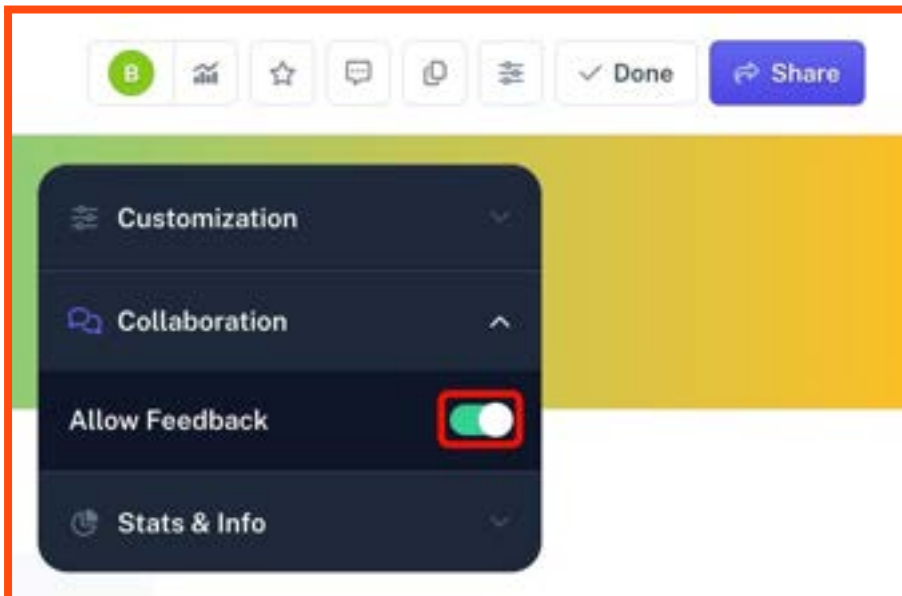 B
Done
Share
Customization
Collaboration
Allow Feedback
Stats & Info